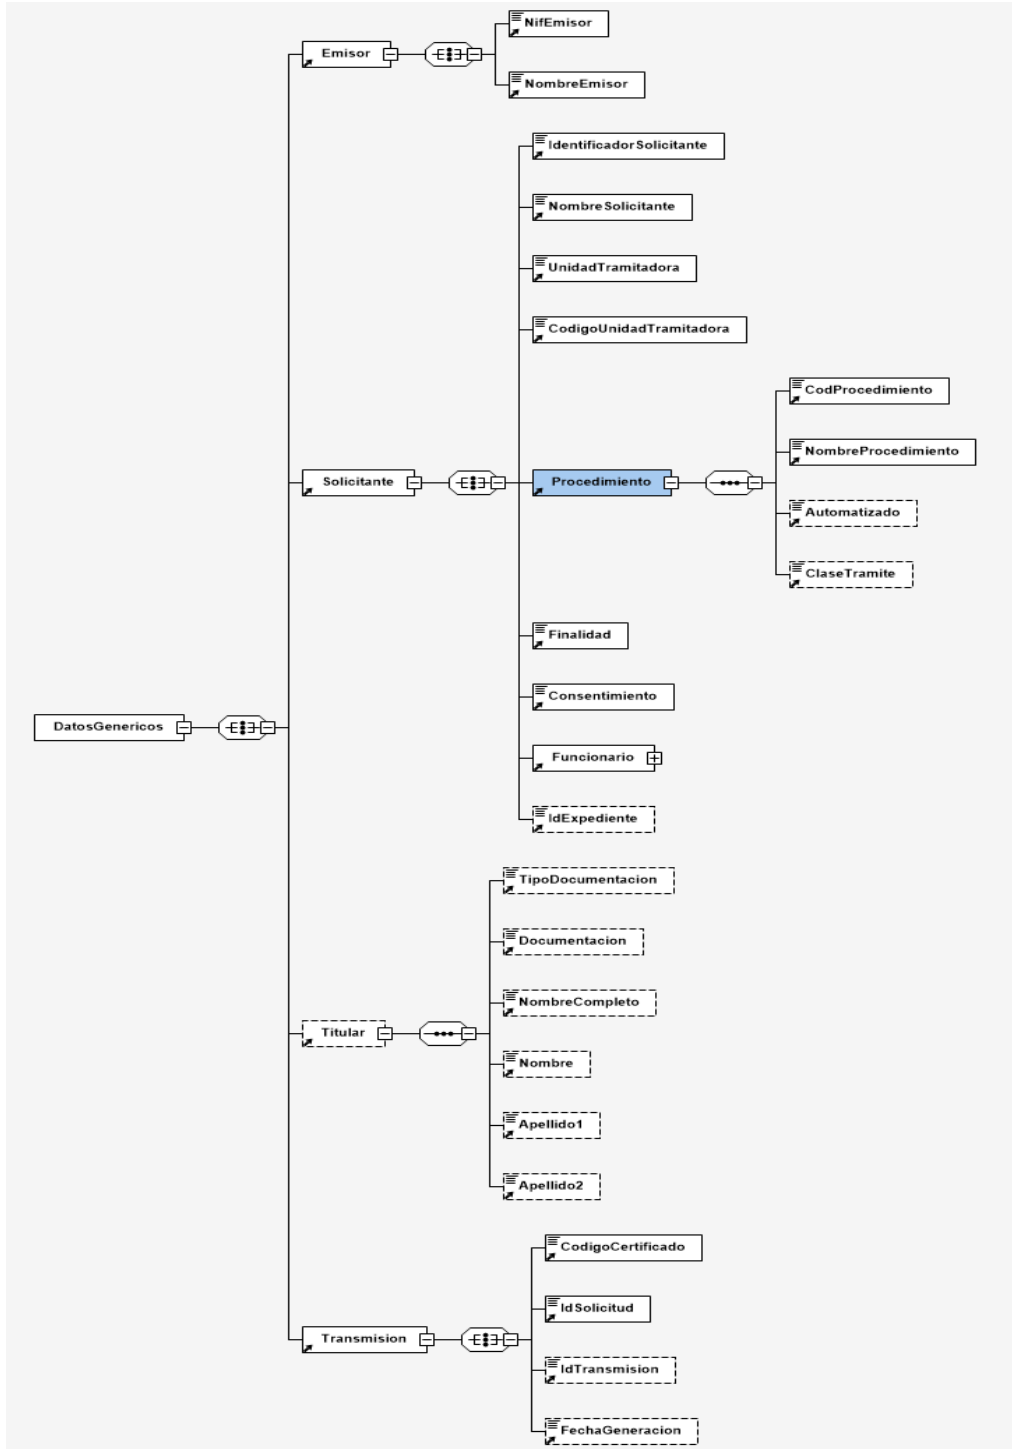 Emisor
NifEmisor
NombreEmisor
IdentificadorSolicitante
NombreSolicitante
UnidadTramitadora
CodigoUnidadTramitadora
Solicitante
Procedimiento
CodProcedimiento
NombreProcedimiento
Automatizado
ClaseTramite
Finalidad
Consentimiento
DatosGenericos
Funcionario
IdExpediente
TipoDocumentacion
Documentacion
NombreCompleto
Titular
Nombre
Apellido1
Apellido2
CodigoCertificado
IdSolicitud
Transmision
IdTransmision
FechaGeneracion